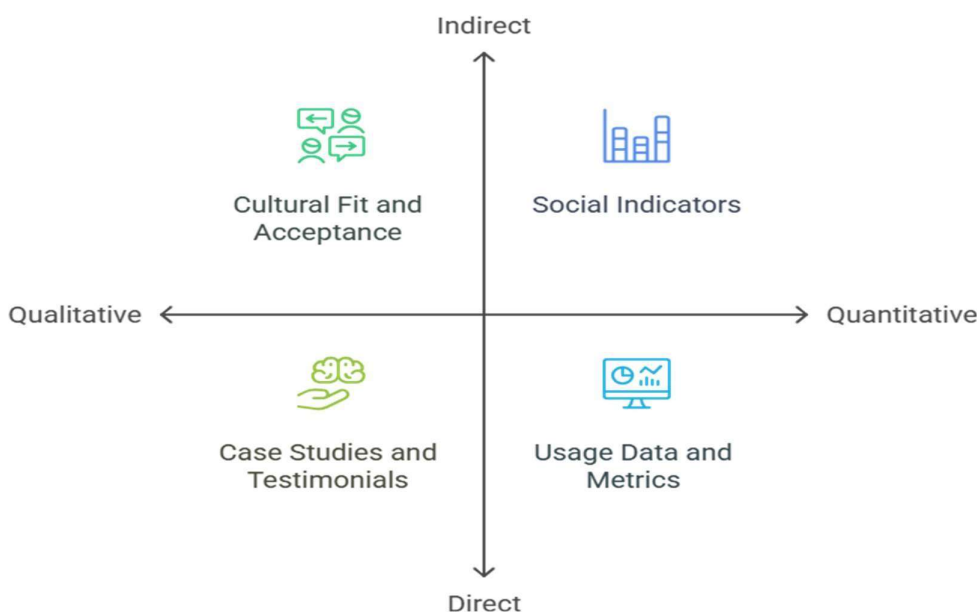 Indirect
Cultural Fit and
Acceptance
Social Indicators
Qualitative
Quantitative
Case Studies and
Testimonials
Usage Data and
Metrics
Direct